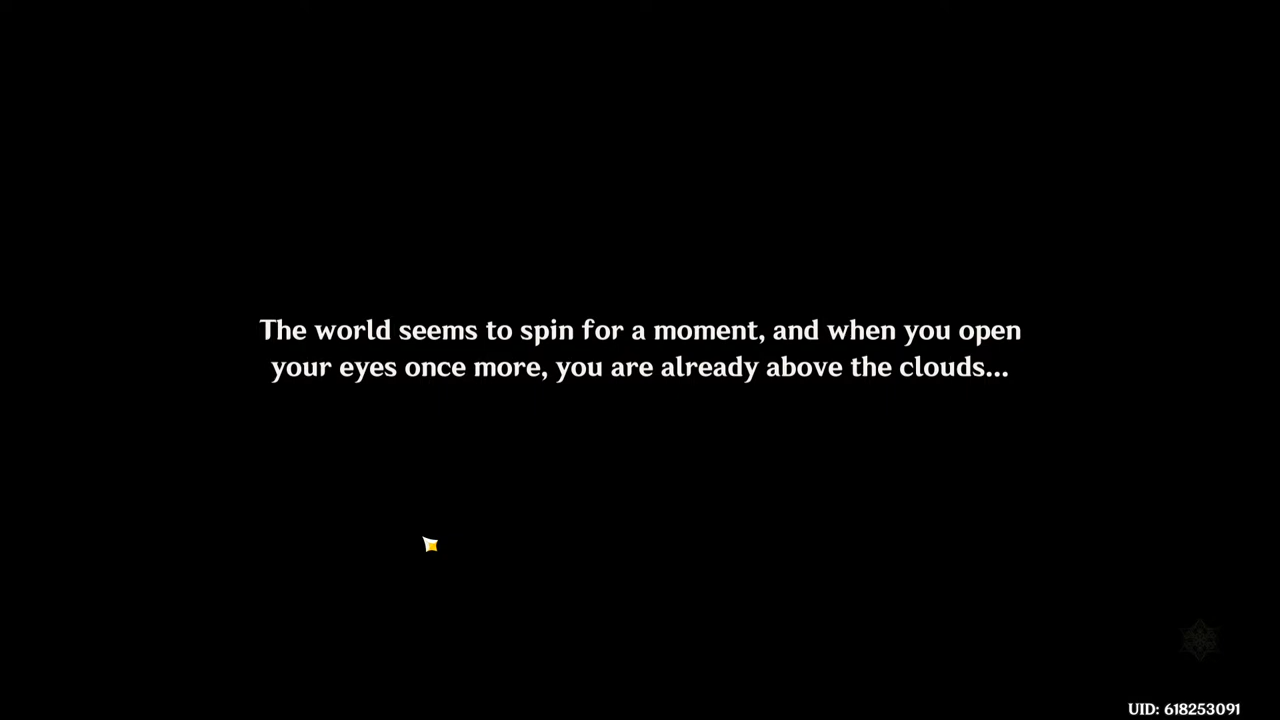 The world seems to spin for a moment, and when you open
your eyes once more, you are already above the clouds...
UID: 618253091